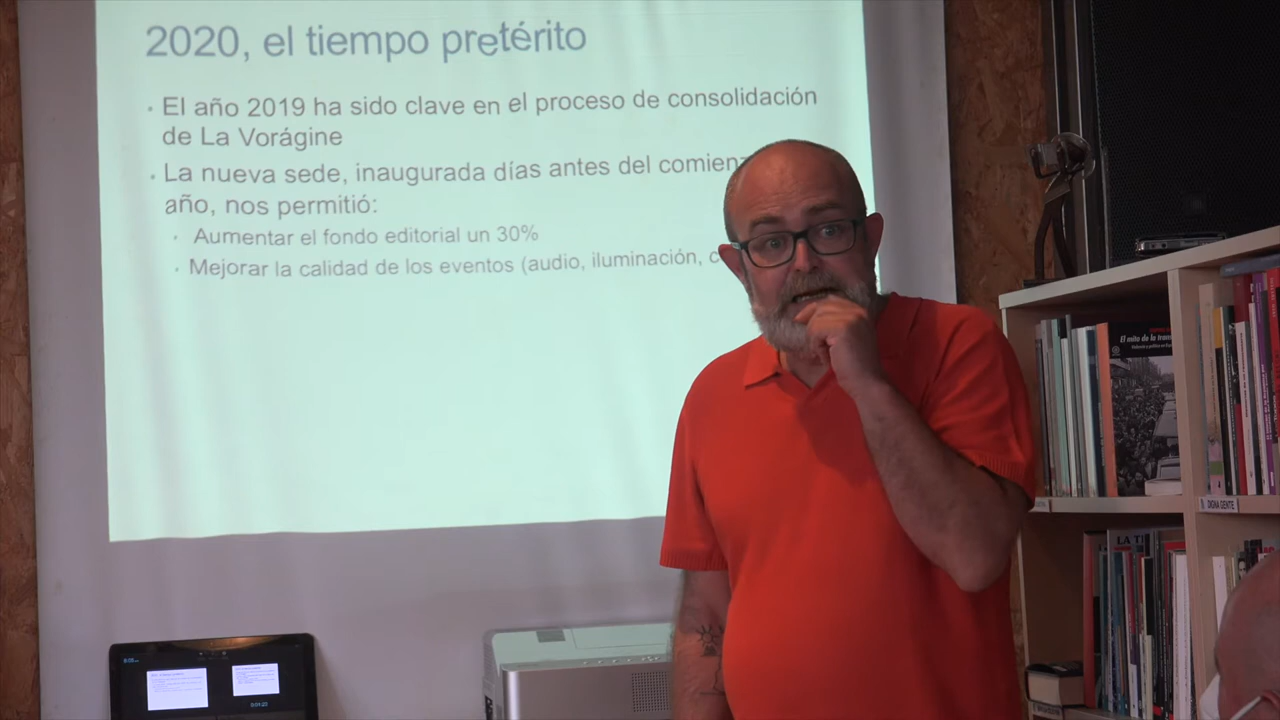 2020, el tiempo pretérito
• El año 2019 ha sido clave en el proceso de consolidación
de La Vorágine
• La nueva sede, inaugurada días antes del
año, nos permitió:
• Aumentar el fondo editorial un 30%
• Mejorar la calidad de los eventos (audio, iluminación,
El mito de la
DIGNA GENTE